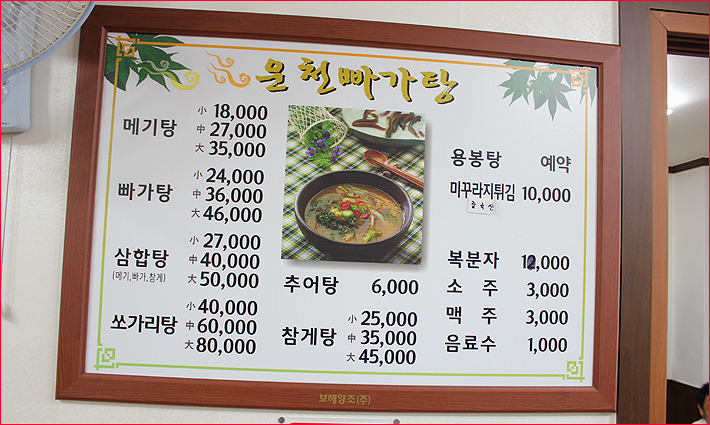 운천빠가탕
메기탕
小 18,000
中 27,000
大 35,000
빠가탕
小 24,000
中 36,000
大 46,000
삼합탕
(메기,빠가,참게)
小 27,000
中 40,000
大 50,000
쏘가리탕
小 40,000
中 60,000
大 80,000
추어탕 6,000
참게탕
小 25,000
中 35,000
大 45,000
용봉탕 예약
미꾸라지튀김 10,000
중국산
복분자
소 주 3,000
맥 주 3,000
음료수 1,000
보해양조(주)